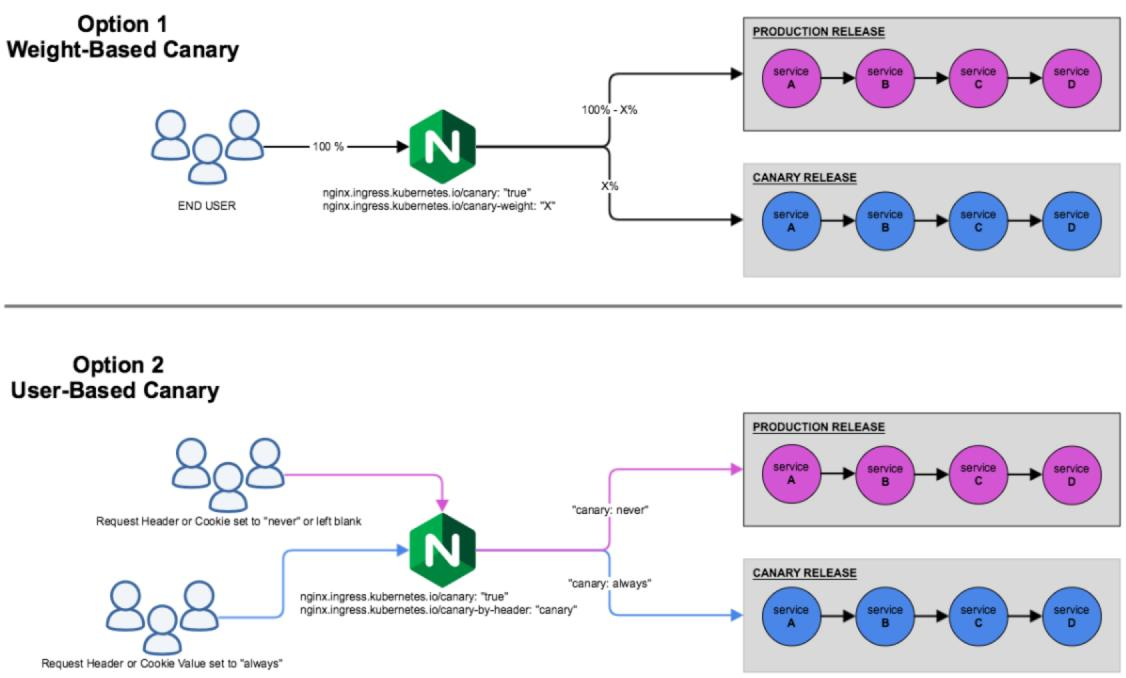 Option 1
Weight-Based Canary
END USER
100 %
N
nginx.ingress.kubernetes.io/canary: "true"
nginx.ingress.kubernetes.io/canary-weight: "X"
100% - X%
X%
PRODUCTION RELEASE
service A
service B
service C
service D
CANARY RELEASE
service A
service B
service C
service D
Option 2
User-Based Canary
Request Header or Cookie set to "never" or left blank
Request Header or Cookie Value set to "always"
N
nginx.ingress.kubernetes.io/canary: "true"
nginx.ingress.kubernetes.io/canary-by-header: "canary"
"canary: never"
"canary: always"
PRODUCTION RELEASE
service A
service B
service C
service D
CANARY RELEASE
service A
service B
service C
service D